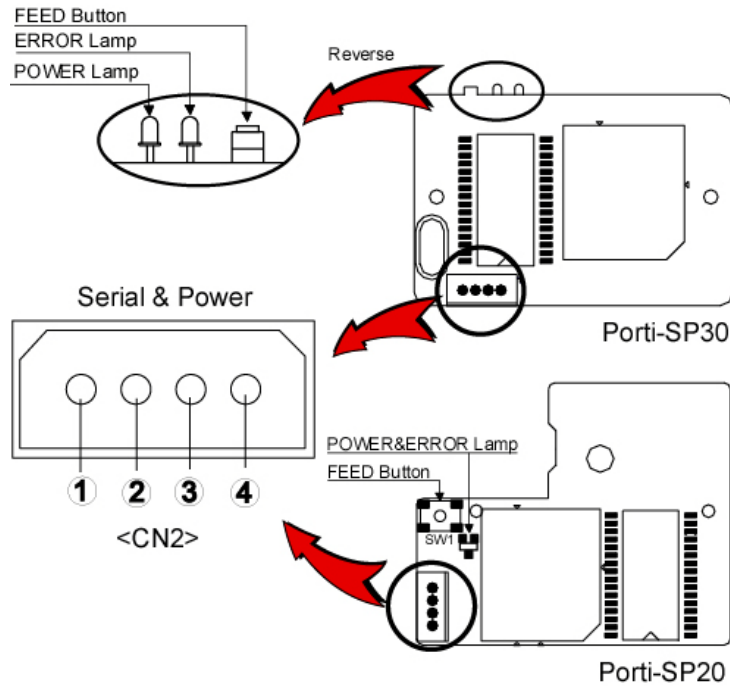 FEED Button
ERROR Lamp
POWER Lamp
Reverse
Serial & Power
Porti-SP30
1 2 3 4
<CN2>
POWER&ERROR Lamp
FEED Button
SW1
Porti-SP20